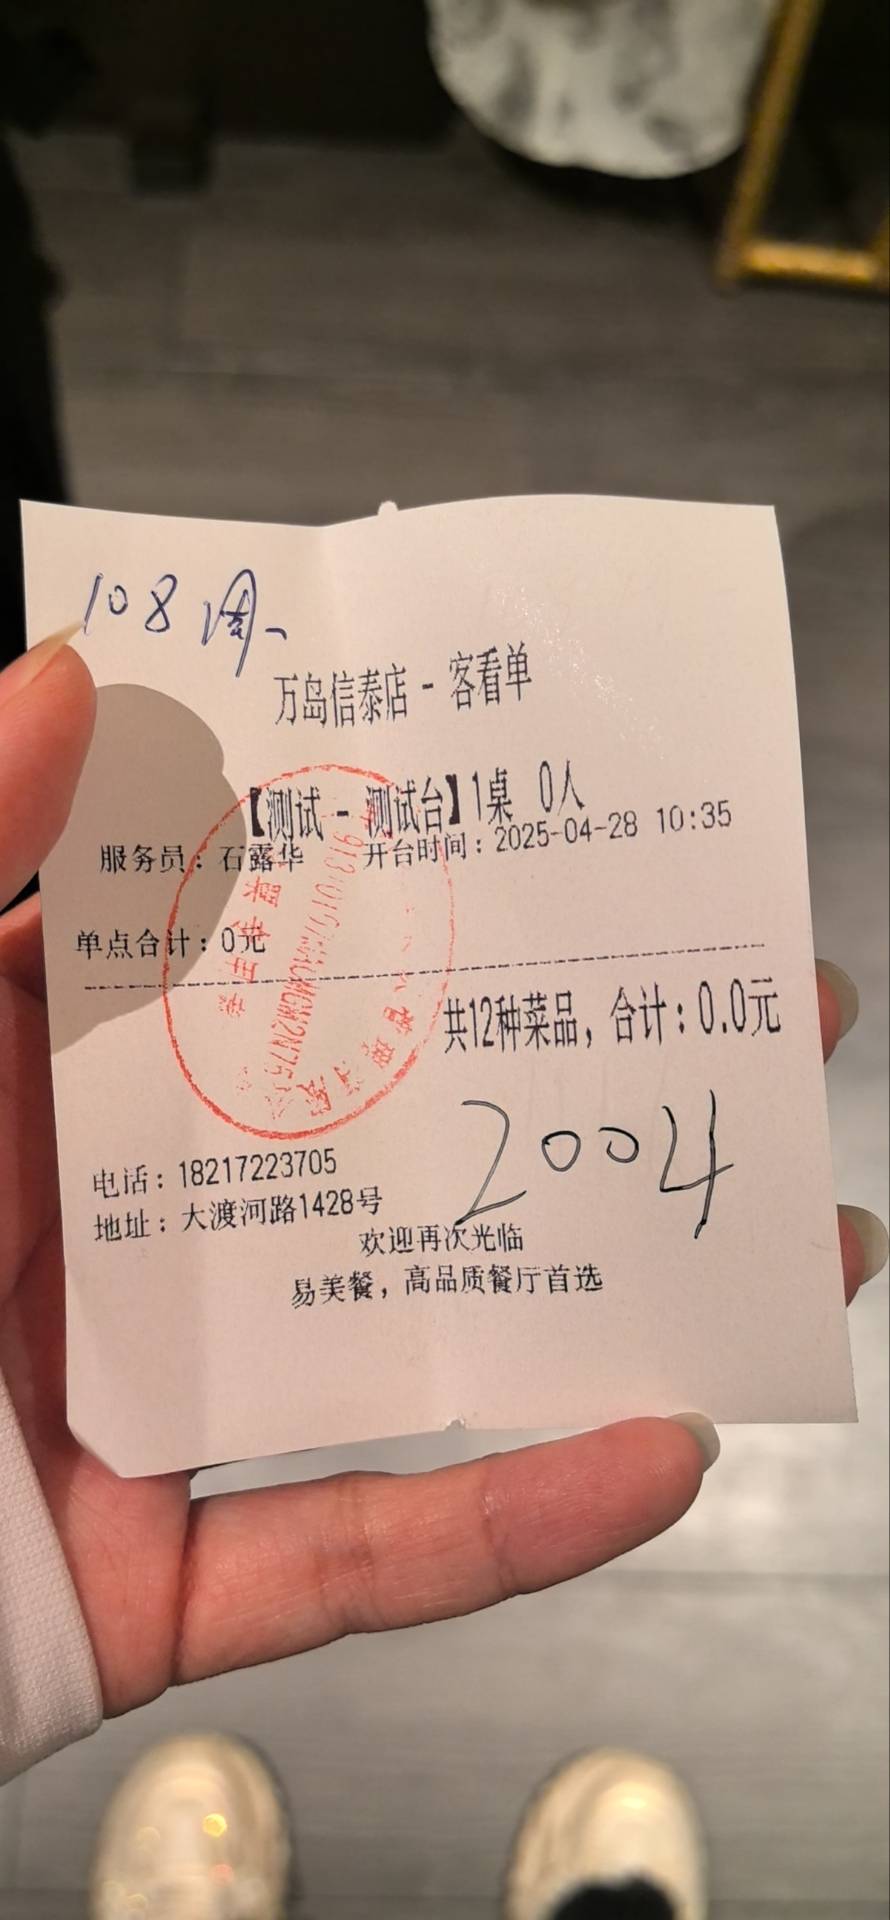 108 周
万岛信泰店 - 客看单
【测试 - 测试台】1桌 0人
服务员：石露华 开台时间：2025-04-28 10:35
单点合计：0元
共12种菜品，合计：0.0元
2004
电话：18217223705
地址：大渡河路1428号
欢迎再次光临
易美餐，高品质餐厅首选